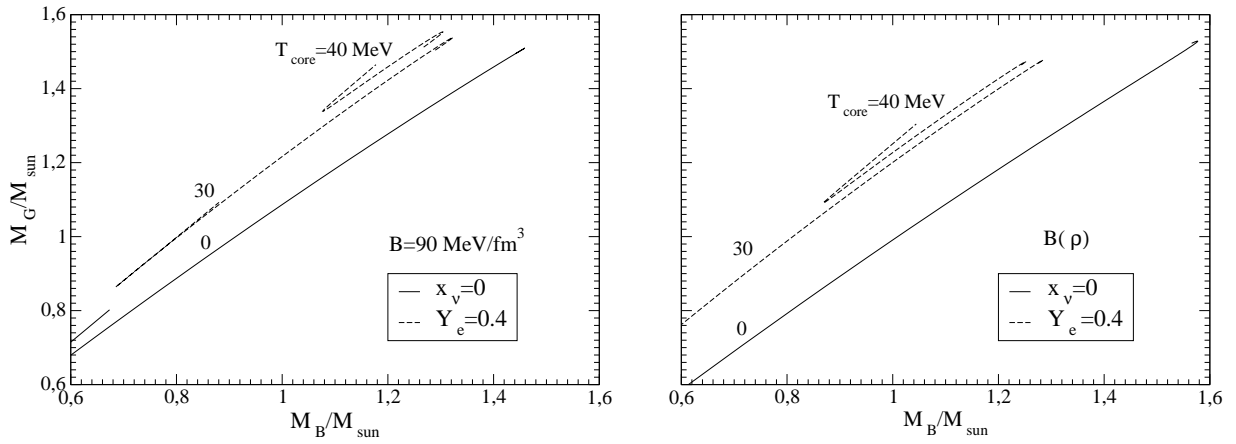 1,6
1,4
1,2
1
0,8
0,6
M_G/M_sun
T_core=40 MeV
30
0
B=90 MeV/fm^3
x_ν=0
Y_e=0.4
0,6 0,8 1 1,2 1,4 1,6
M_B/M_sun
T_core=40 MeV
30
0
B(ρ)
x_ν=0
Y_e=0.4
0,6 0,8 1 1,2 1,4 1,6
M_B/M_sun